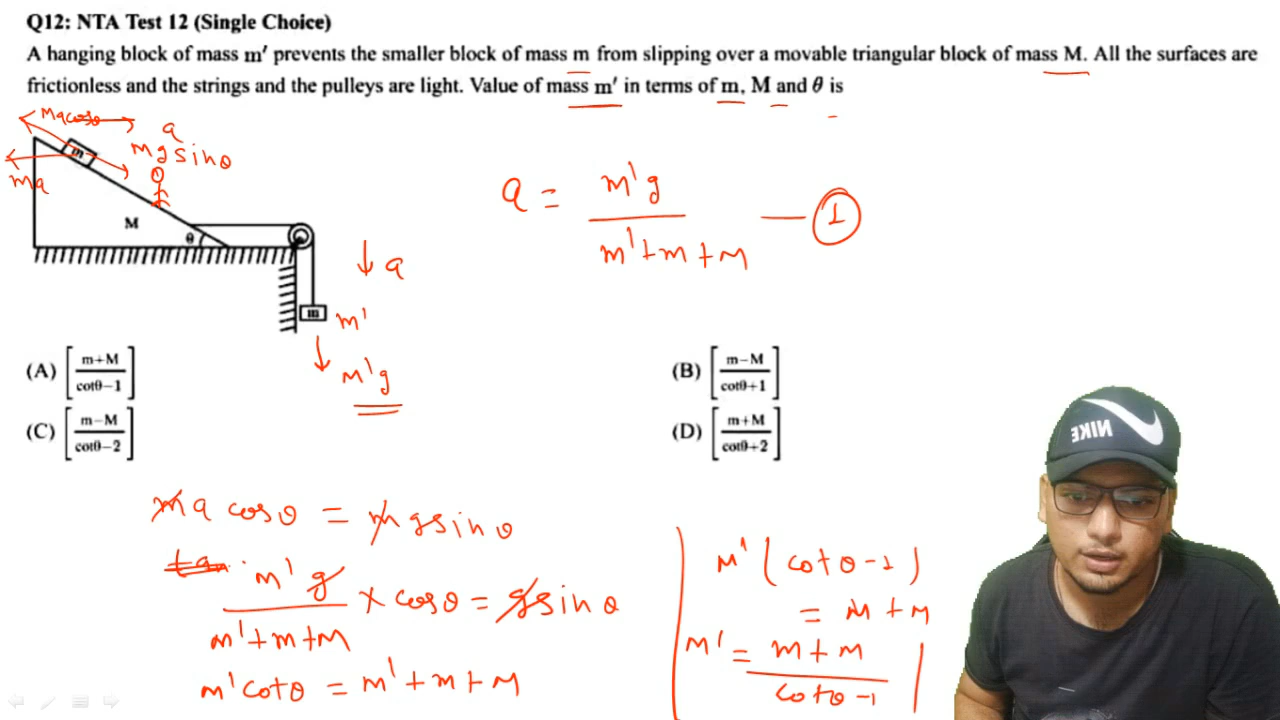 Q12: NTA Test 12 (Single Choice)
A hanging block of mass m′ prevents the smaller block of mass m from slipping over a movable triangular block of mass M. All the surfaces are
frictionless and the strings and the pulleys are light. Value of mass m′ in terms of m, M and θ is
macosθ
a
mgsinθ
m
ma
θ
M
θ
a
m
m'
m'g
a = m'g / m'+m+M — 1
(A) [m+M / cotθ−1]
(B) [m−M / cotθ+1]
(C) [m−M / cotθ−2]
(D) [m+M / cotθ+2]
ma cosθ = mgsinθ
tan
m'g / m'+m+M × cosθ = gsinθ
m'cotθ = m'+m+M
M'(cotθ-1)
= M+M
M' = m+M / cotθ-1
NIKE